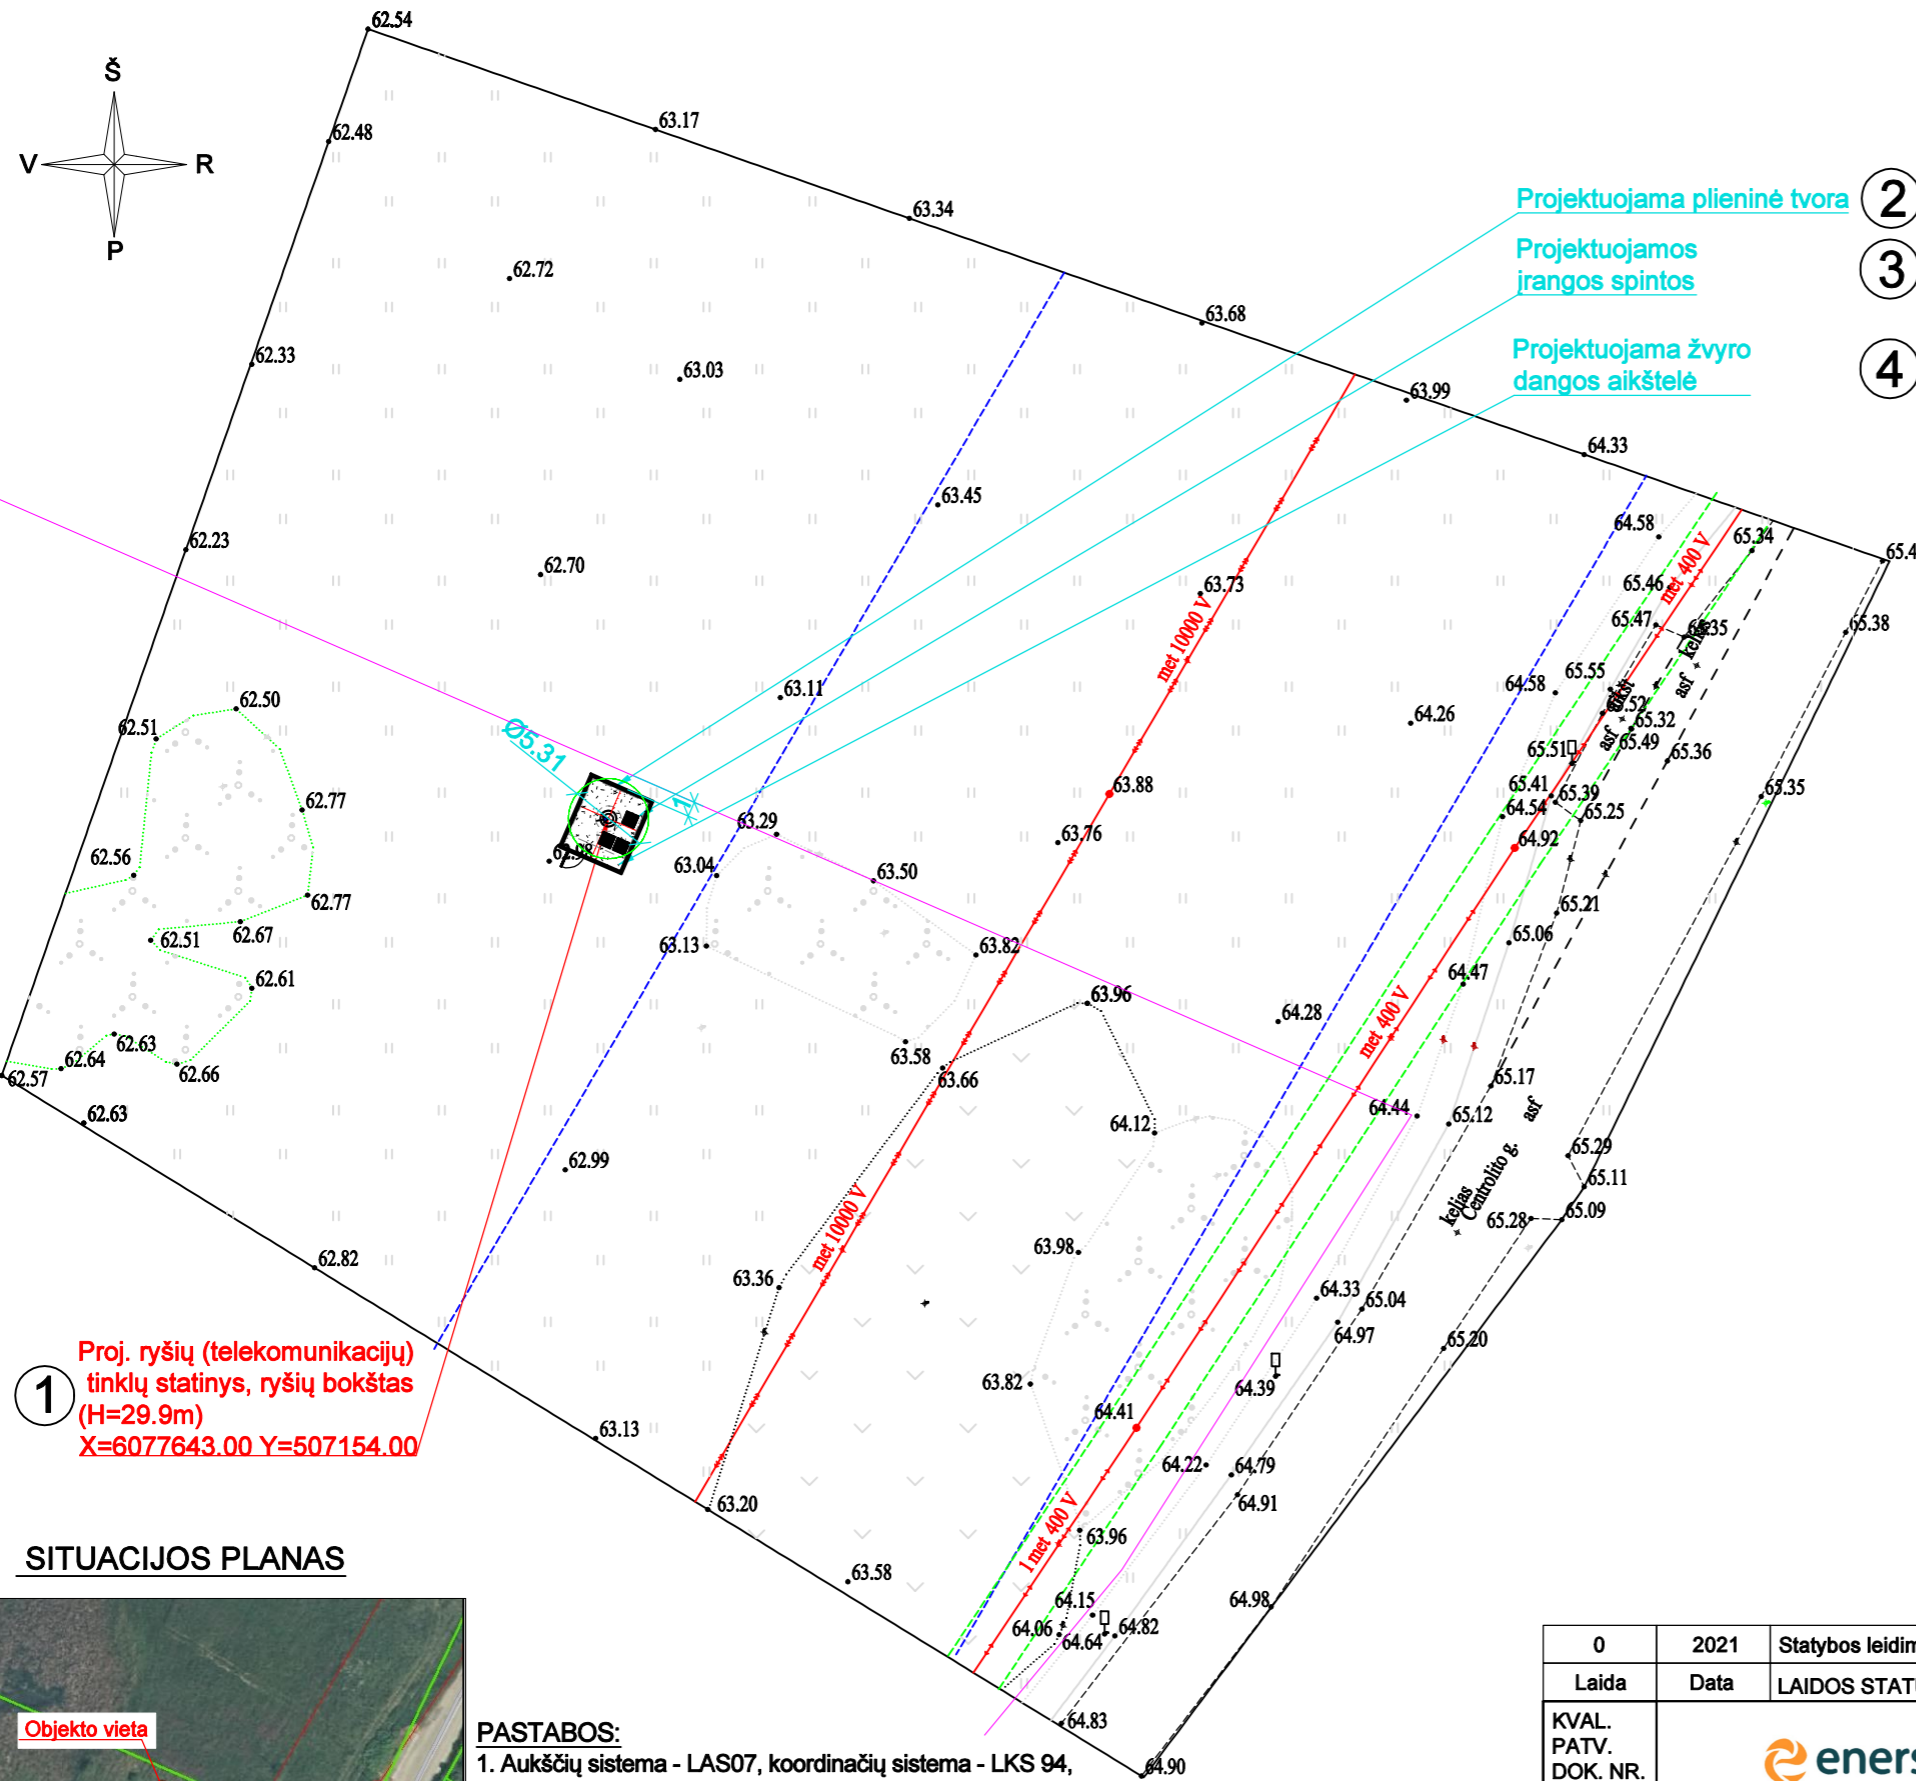 62.54
Š
62.48
63.17
V
R
P
63.34
Projektuojama plieninė tvora
2
Projektuojamos
įrangos spintos
3
62.72
63.68
62.33
63.03
Projektuojama žvyro
dangos aikštelė
4
63.99
64.33
63.45
64.58
65.34
62.23
62.70
63.73
65.46
met 400 V
met 10000 V
65.47
65.35
65.38
kelias
63.11
64.58
65.55
asf
62.50
62.51
64.26
65.52
65.32
asf
Ø5.31
65.51
65.49
65.36
62.77
1
63.88
65.41
65.39
65.35
63.29
64.54
65.25
62.56
63.04
63.50
63.76
64.92
62.77
62.51
62.67
65.21
63.13
63.82
65.06
62.61
64.47
63.96
met 400 V
64.28
62.63
62.64
62.66
63.58
63.66
62.57
65.17
asf
62.63
64.12
64.44
65.12
62.99
65.29
65.11
met 10000 V
kelias
Centrolito g.
65.28
65.09
62.82
63.98
63.36
64.33
65.04
64.97
65.20
1
Proj. ryšių (telekomunikacijų)
tinklų statinys, ryšių bokštas
(H=29.9m)
X=6077643.00 Y=507154.00
63.82
64.39
64.41
63.13
64.22
64.79
64.91
63.20
1 met 400 V
63.96
SITUACIJOS PLANAS
63.58
64.15
64.98
64.06
64.64
64.82
Objekto vieta
64.83
64.90
PASTABOS:
1. Aukščių sistema - LAS07, koordinačių sistema - LKS 94,
0 2021 Statybos leidim
Laida Data LAIDOS STAT
KVAL.
PATV.
DOK. NR.
eners